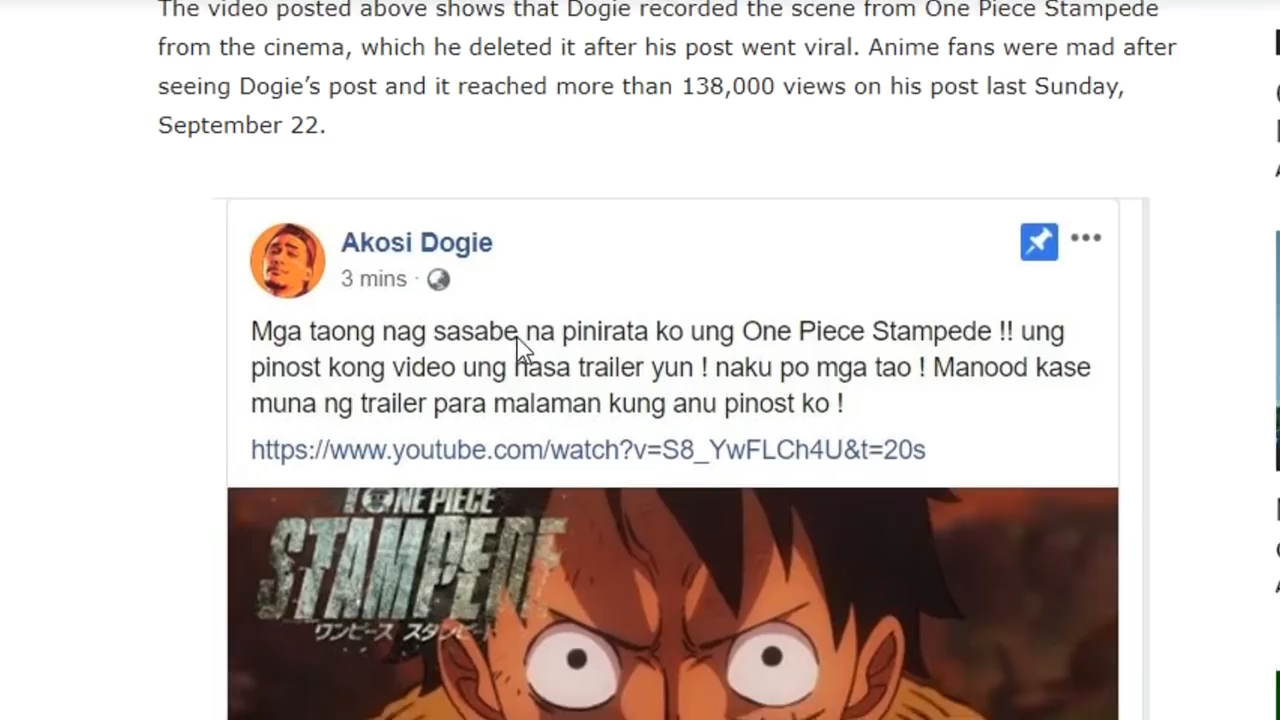 The video posted above shows that Dogie recorded the scene from One Piece Stampede
from the cinema, which he deleted it after his post went viral. Anime fans were mad after
seeing Dogie’s post and it reached more than 138,000 views on his post last Sunday,
September 22.
Akosi Dogie
3 mins ·
Mga taong nag sasabe na pinirata ko ung One Piece Stampede !! ung
pinost kong video ung nasa trailer yun ! naku po mga tao ! Manood kase
muna ng trailer para malaman kung anu pinost ko !
https://www.youtube.com/watch?v=S8_YwFLCh4U&t=20s
ONE PIECE
STAMPEDE
ワンピース スタンピード